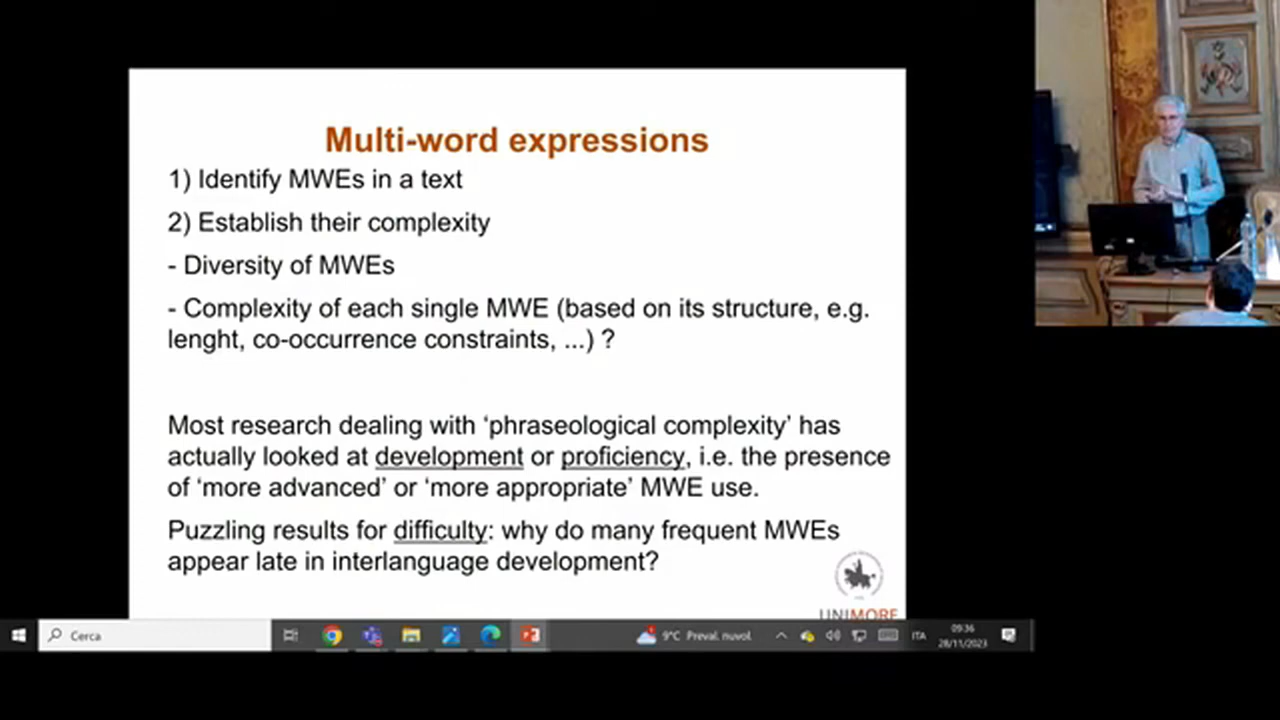 Multi-word expressions
1) Identify MWEs in a text
2) Establish their complexity
- Diversity of MWEs
- Complexity of each single MWE (based on its structure, e.g.
lenght, co-occurrence constraints, ...) ?
Most research dealing with ‘phraseological complexity’ has
actually looked at development or proficiency, i.e. the presence
of ‘more advanced’ or ‘more appropriate’ MWE use.
Puzzling results for difficulty: why do many frequent MWEs
appear late in interlanguage development?
UNIMORE
Cerca
9°C Preval. nuvol.
ITA
09:36
28/11/2023